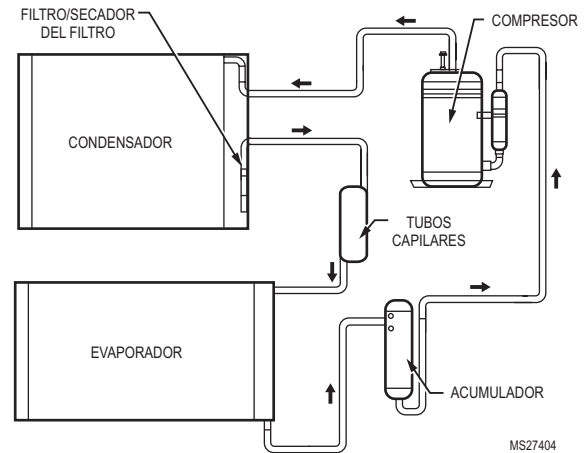 FILTRO/SECADOR
DEL FILTRO
COMPRESOR
CONDENSADOR
TUBOS
CAPILARES
EVAPORADOR
ACUMULADOR
MS27404